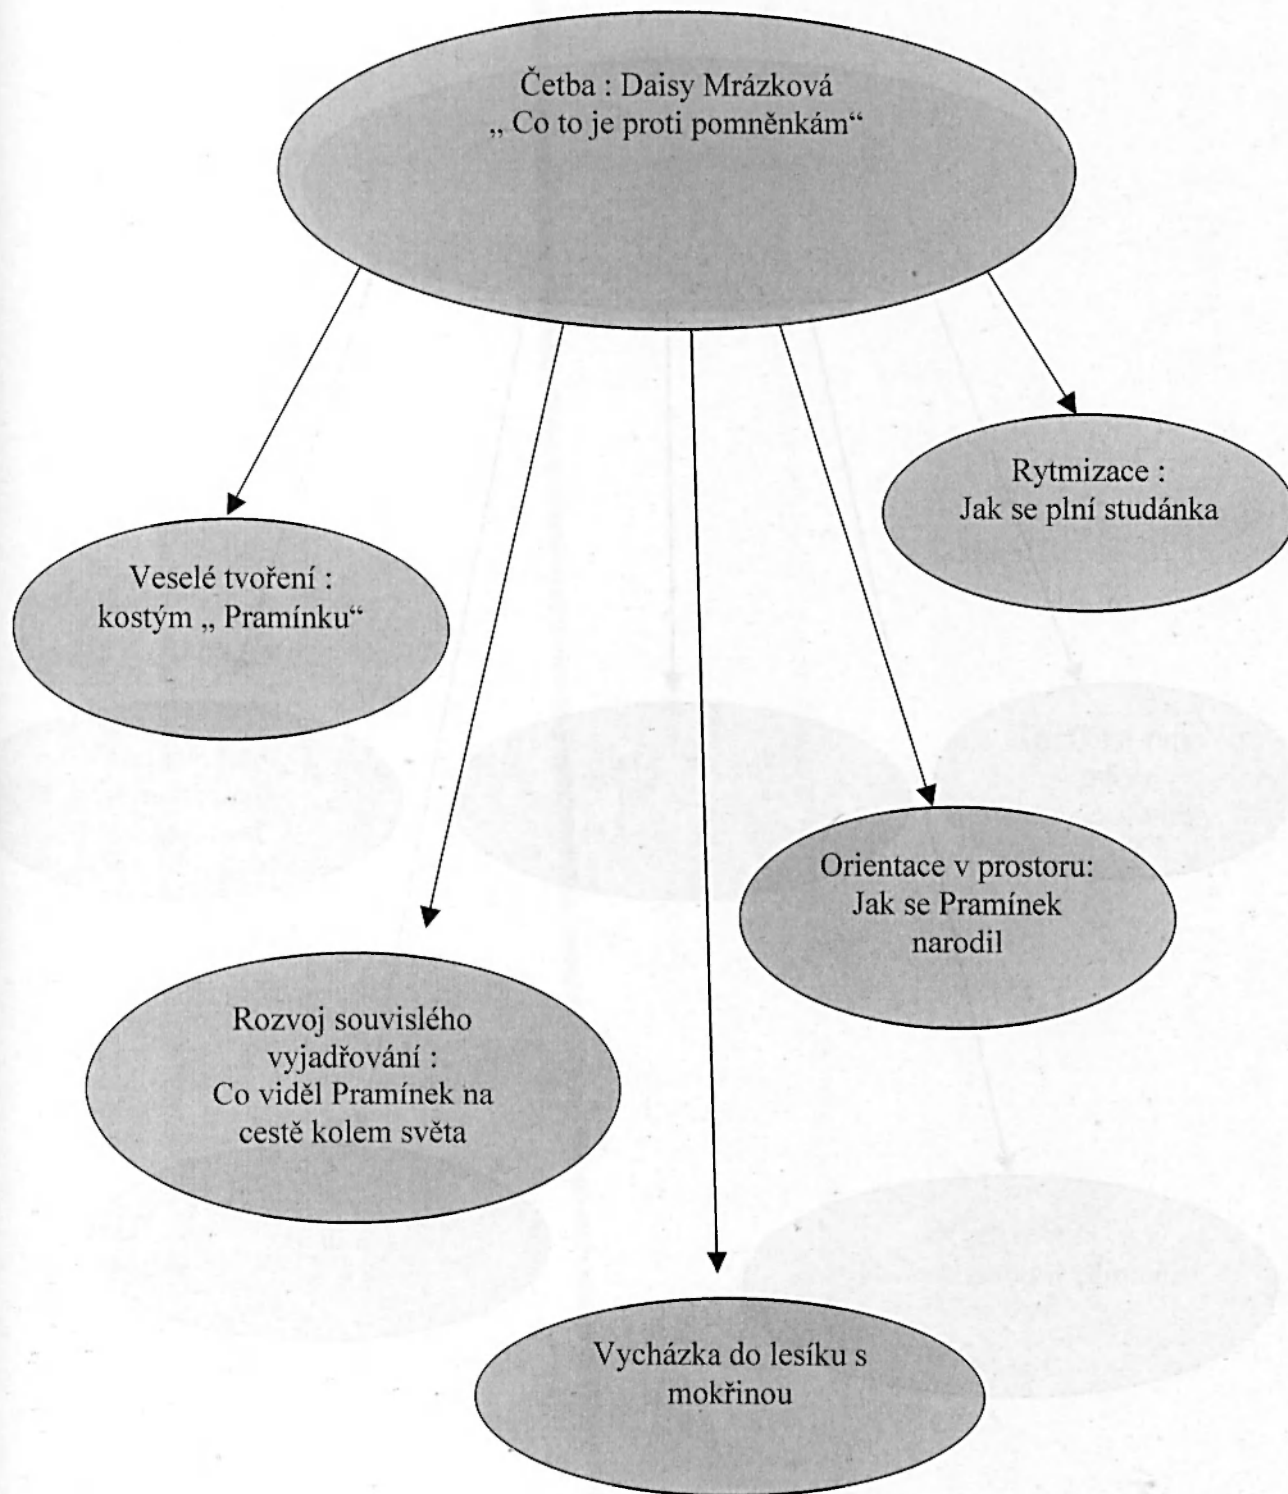 Četba : Daisy Mrázková
„ Co to je proti pomněnkám“
Rytmizace :
Jak se plní studánka
Veselé tvoření :
kostým „ Pramínku“
Orientace v prostoru:
Jak se Pramínek
narodil
Rozvoj souvislého
vyjadřování :
Co viděl Pramínek na
cestě kolem světa
Vycházka do lesíku s
mokřinou